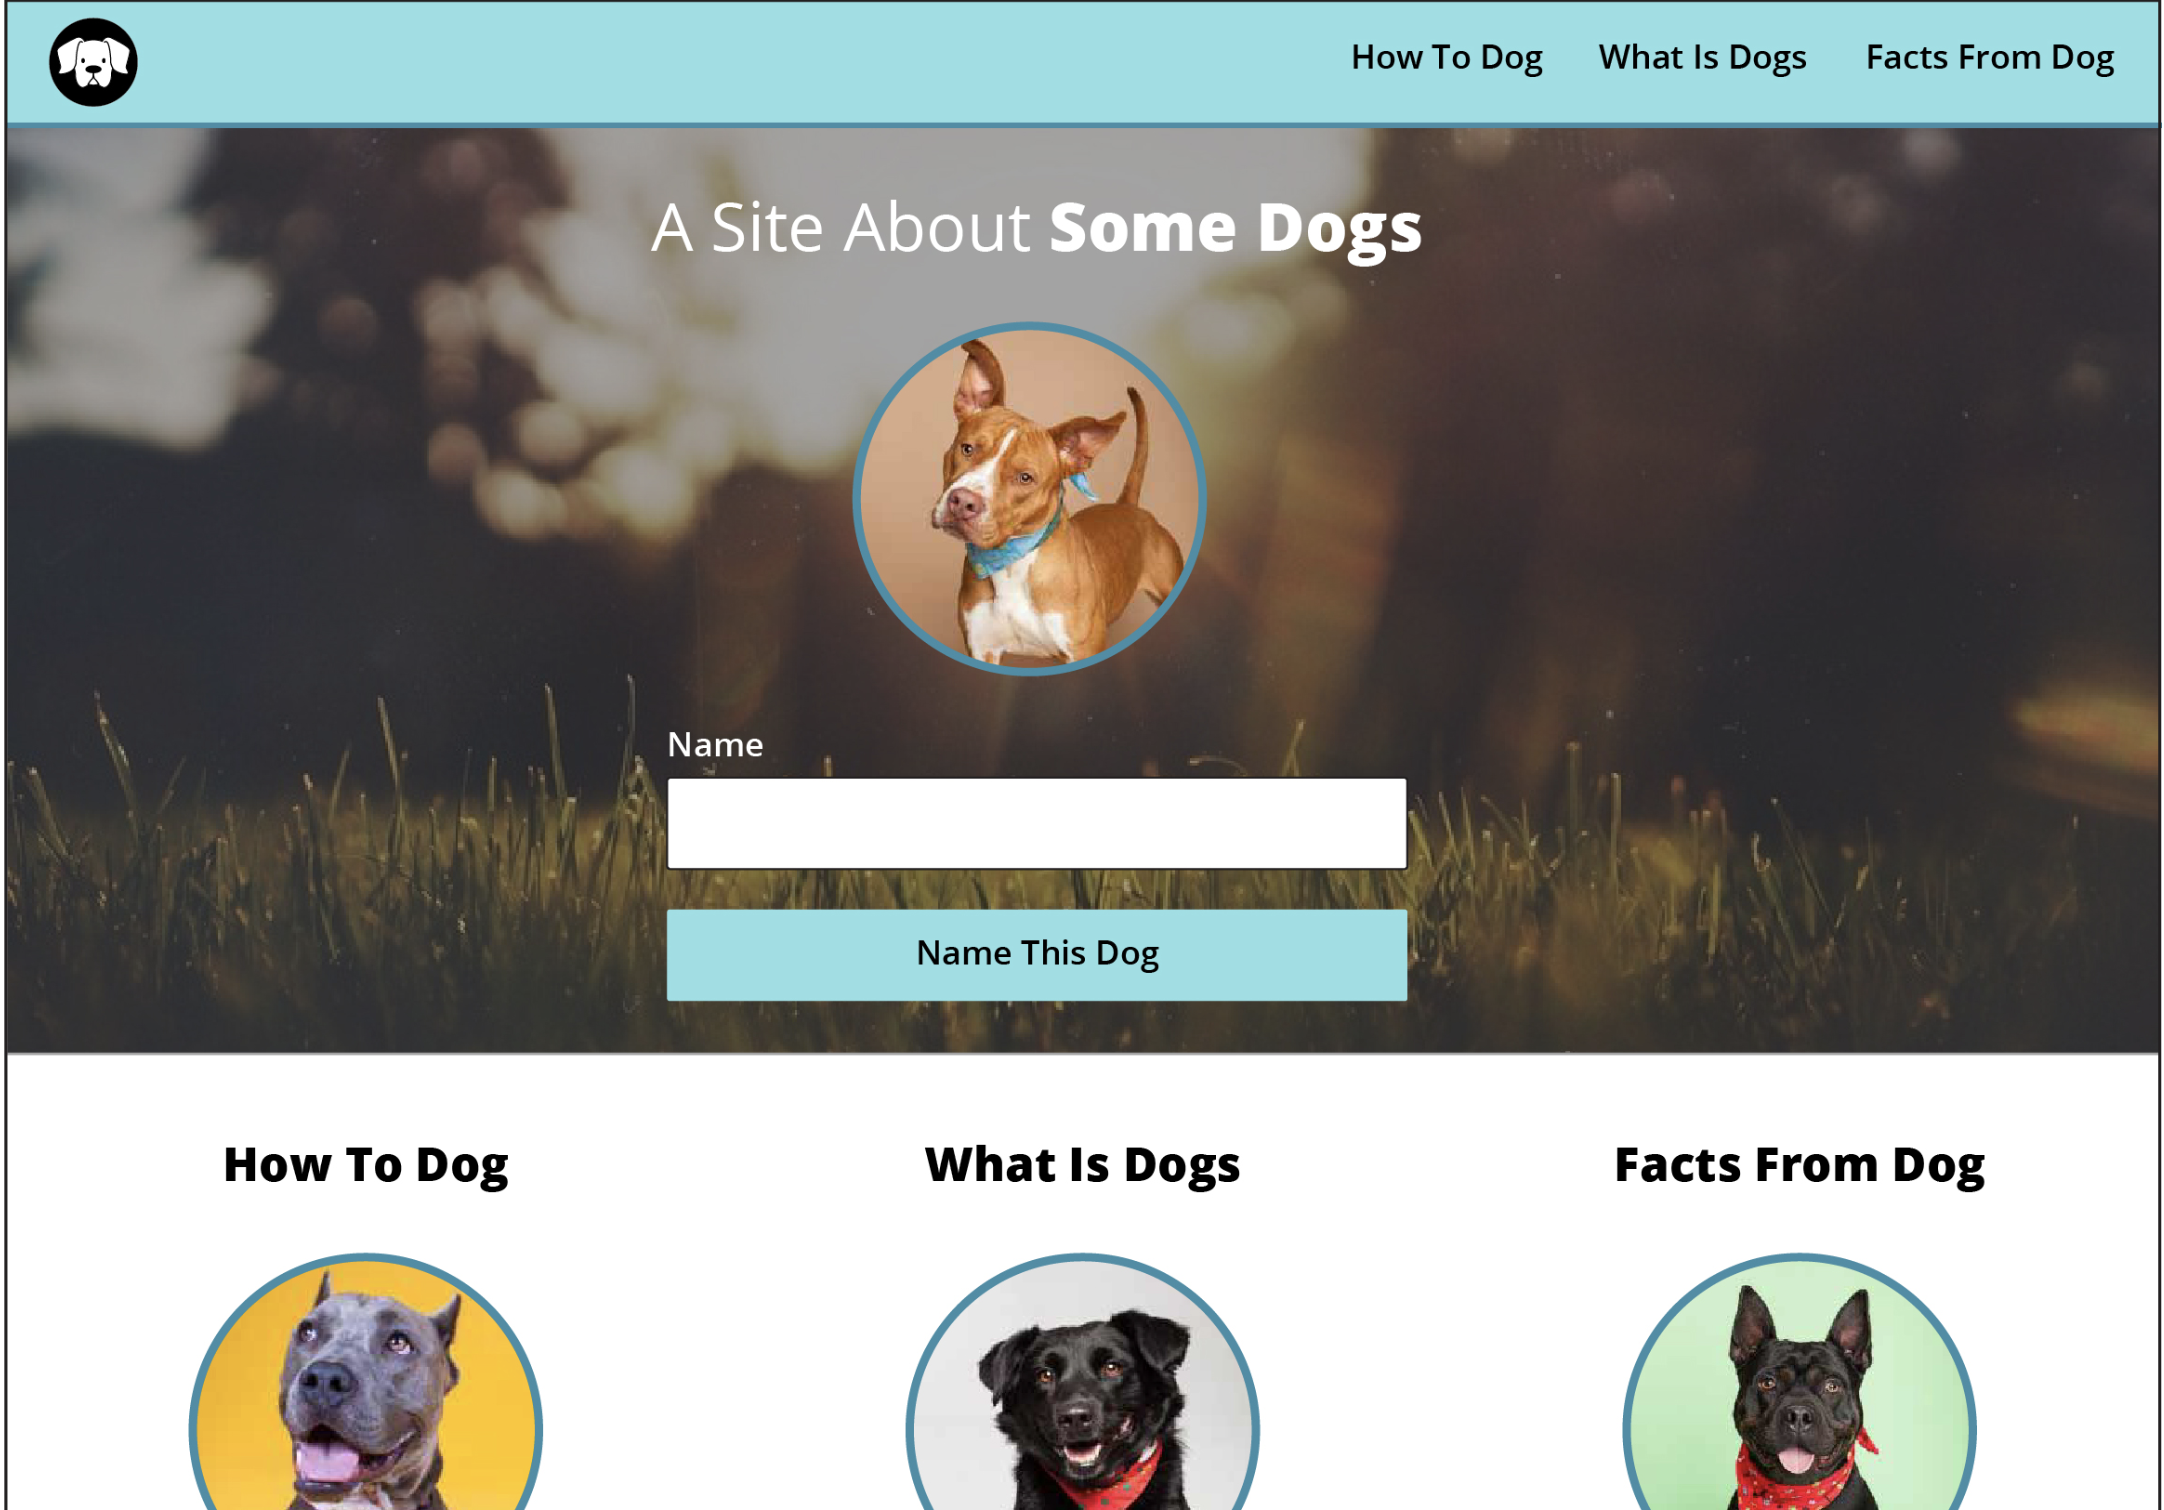 How To Dog What Is Dogs Facts From Dog
A Site About Some Dogs
Name
Name This Dog
How To Dog
What Is Dogs
Facts From Dog